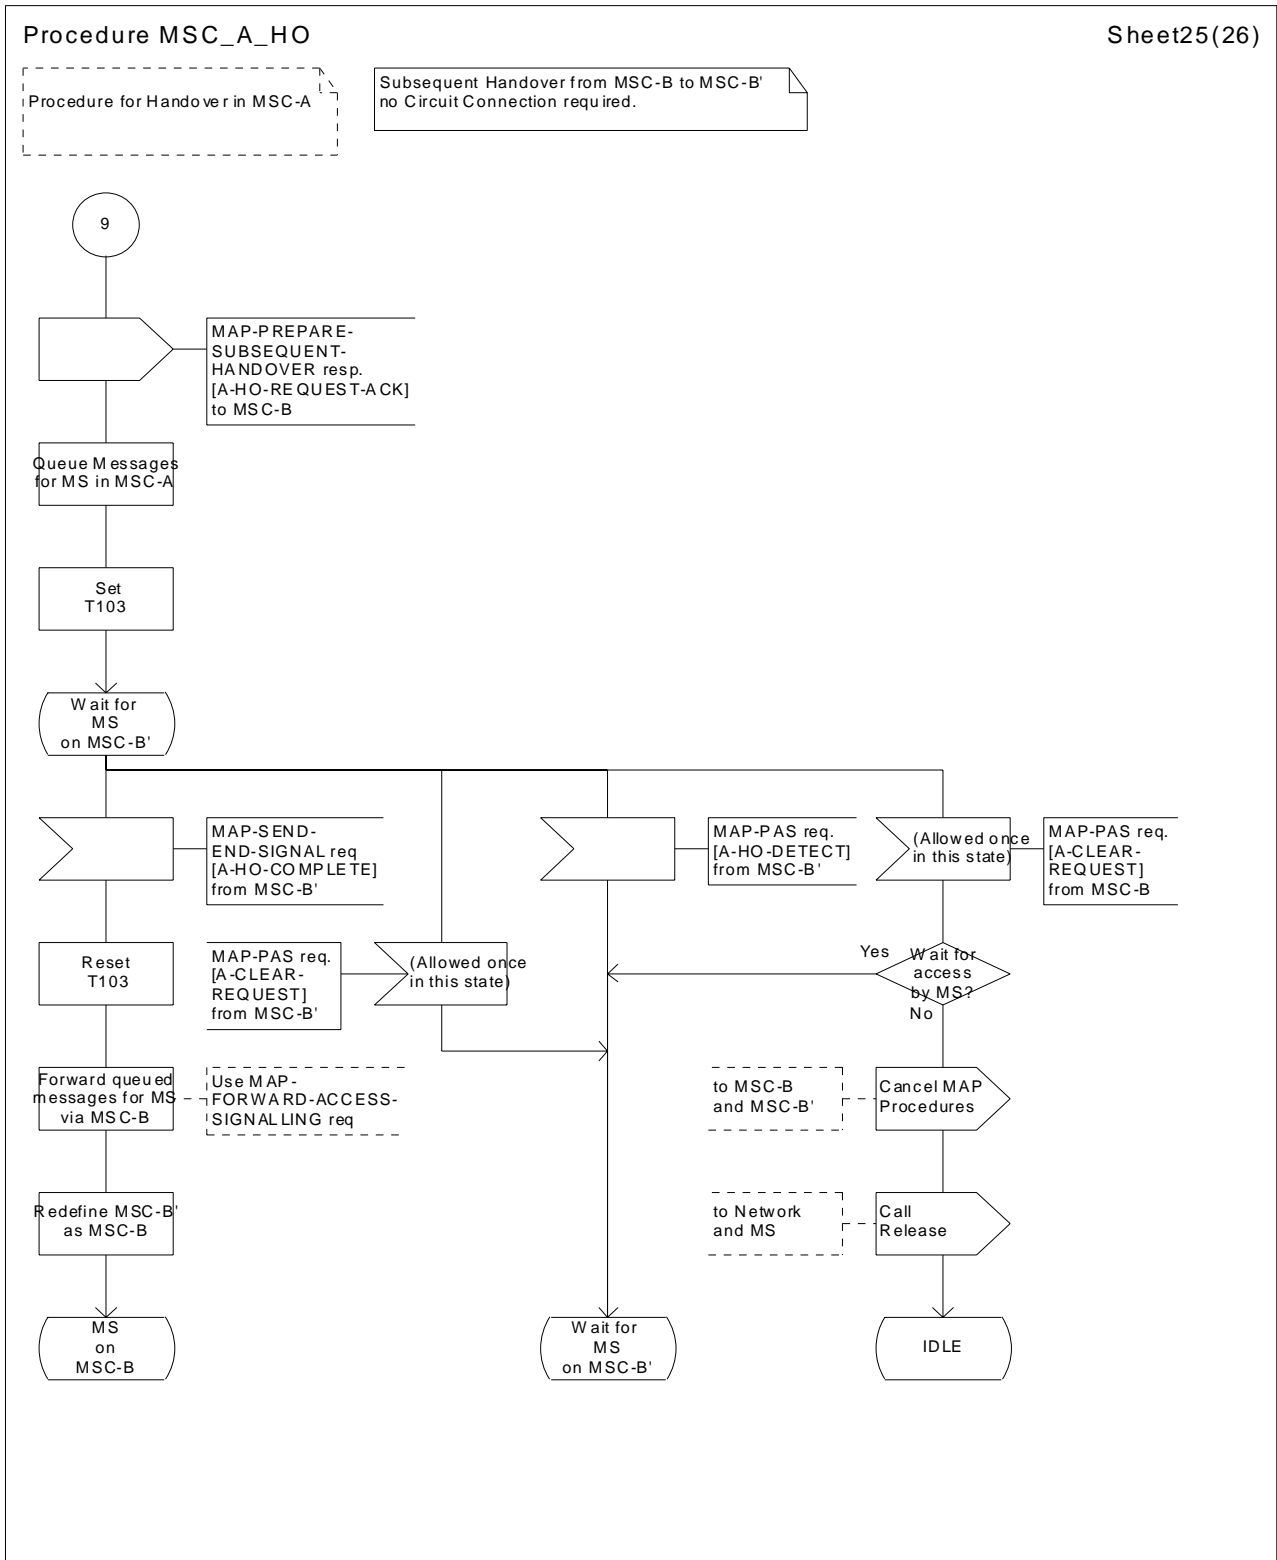 Procedure MSC_A_HO
Sheet25(26)
Procedure for Handover in MSC-A
Subsequent Handover from MSC-B to MSC-B'
no Circuit Connection required.
9
MAP-PREPARE-
SUBSEQUENT-
HANDOVER resp.
[A-HO-REQUEST-ACK]
to MSC-B
Queue Messages
for MS in MSC-A
Set
T103
Wait for
MS
on MSC-B'
MAP-SEND-
END-SIGNAL req
[A-HO-COMPLETE]
from MSC-B'
MAP-PAS req.
[A-HO-DETECT]
from MSC-B'
(Allowed once
in this state)
MAP-PAS req.
[A-CLEAR-
REQUEST]
from MSC-B
Reset
T103
MAP-PAS req.
[A-CLEAR-
REQUEST]
from MSC-B'
(Allowed once
in this state)
Yes
Wait for
access
by MS?
No
Forward queued
messages for MS
via MSC-B
Use MAP-
FORWARD-ACCESS-
SIGNALLING req
to MSC-B
and MSC-B'
Cancel MAP
Procedures
Redefine MSC-B'
as MSC-B
to Network
and MS
Call
Release
MS
on
MSC-B
Wait for
MS
on MSC-B'
IDLE